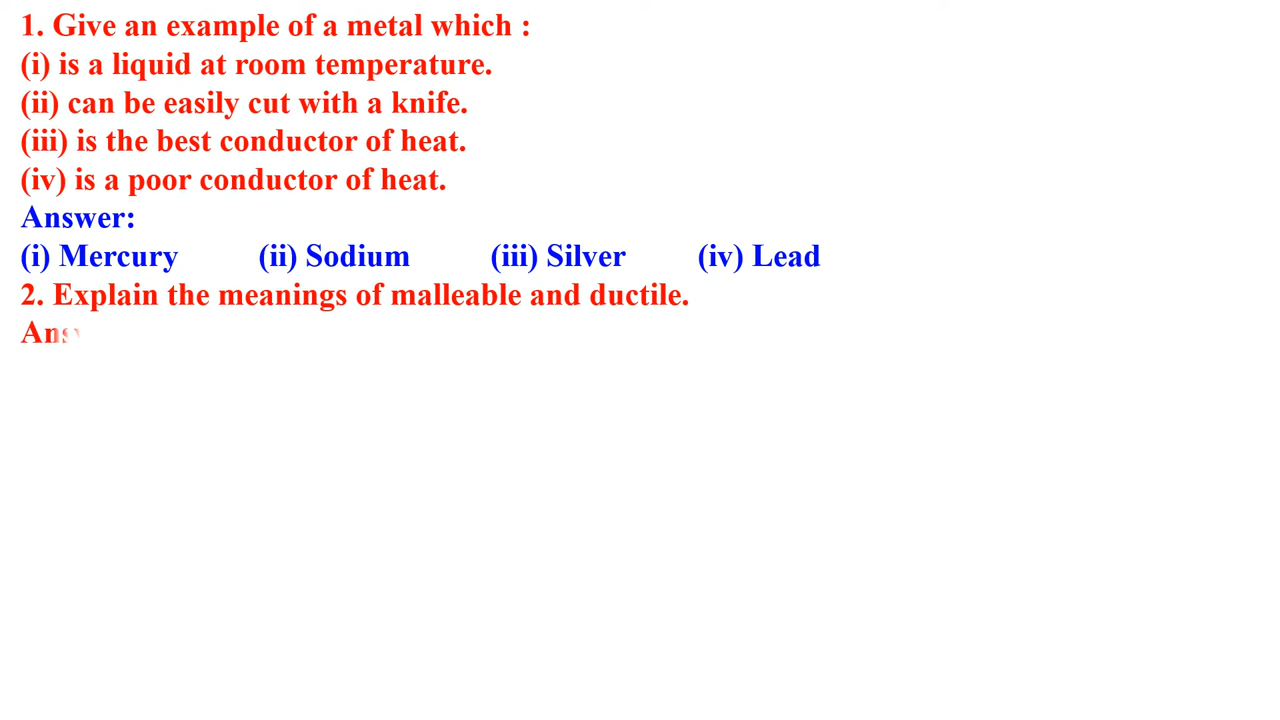 1. Give an example of a metal which :
(i) is a liquid at room temperature.
(ii) can be easily cut with a knife.
(iii) is the best conductor of heat.
(iv) is a poor conductor of heat.
Answer:
(i) Mercury (ii) Sodium (iii) Silver (iv) Lead
2. Explain the meanings of malleable and ductile.